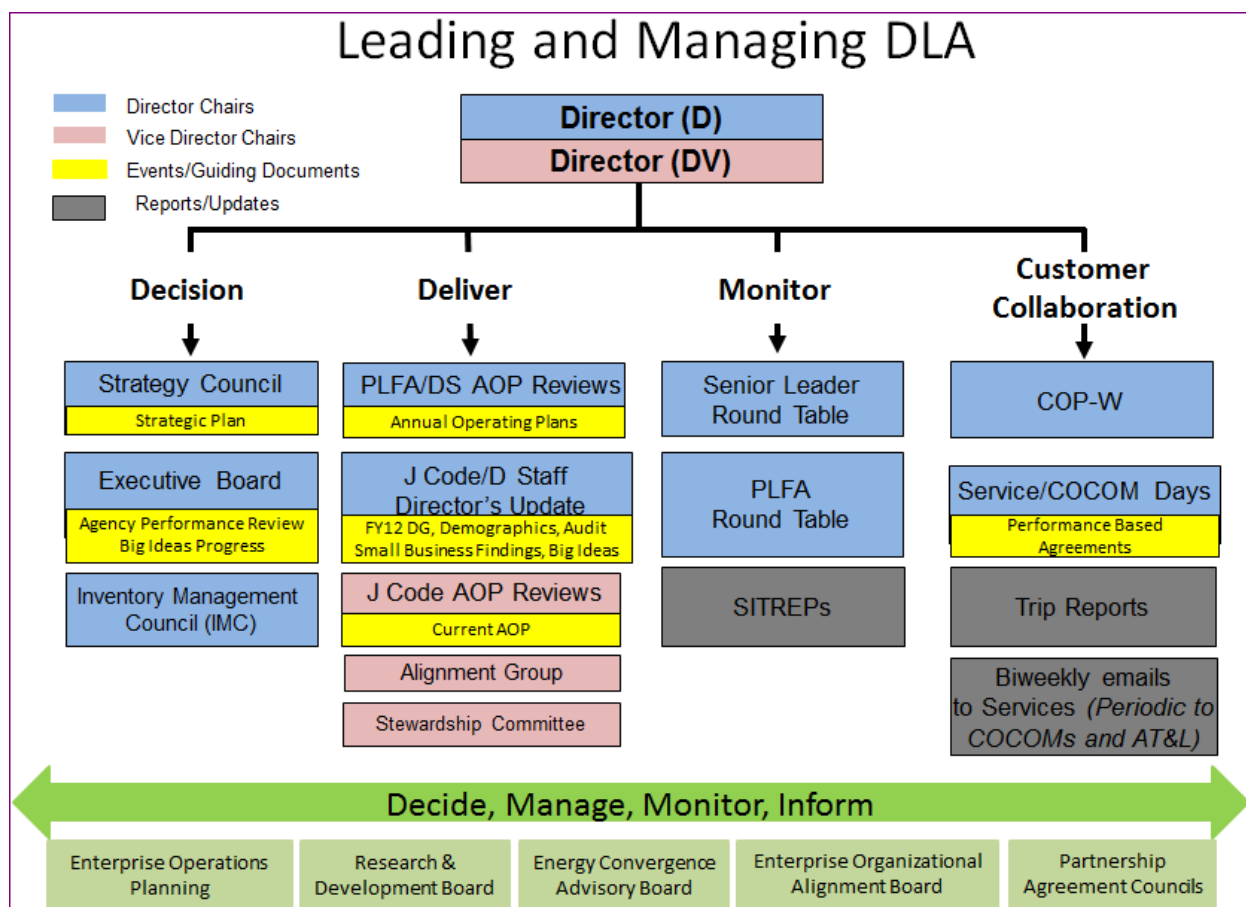 Leading and Managing DLA
Director Chairs
Vice Director Chairs
Events/Guiding Documents
Reports/Updates
Director (D)
Director (DV)
Decision
Deliver
Monitor
Customer
Collaboration
Strategy Council
Strategic Plan
Executive Board
Agency Performance Review
Big Ideas Progress
Inventory Management
Council (IMC)
PLFA/DS AOP Reviews
Annual Operating Plans
J Code/D Staff
Director's Update
FY12 DG, Demographics, Audit
Small Business Findings, Big Ideas
J Code AOP Reviews
Current AOP
Alignment Group
Stewardship Committee
Senior Leader
Round Table
PLFA
Round Table
SITREPs
COP-W
Service/COCOM Days
Performance Based
Agreements
Trip Reports
Biweekly emails
to Services (Periodic to
COCOMs and AT&L)
Decide, Manage, Monitor, Inform
Enterprise Operations
Planning
Research &
Development Board
Energy Convergence
Advisory Board
Enterprise Organizational
Alignment Board
Partnership
Agreement Councils